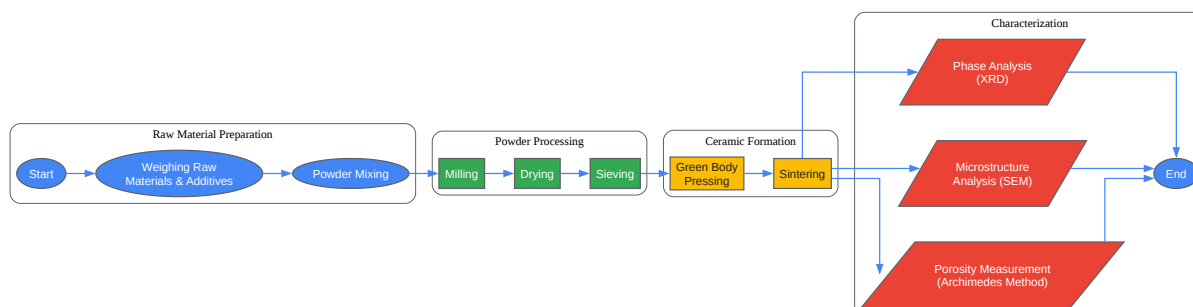 Characterization
Phase Analysis
(XRD)
Raw Material Preparation
Powder Processing
Ceramic Formation
Start
Weighing Raw
Materials & Additives
Powder Mixing
Milling
Drying
Sieving
Green Body
Pressing
Sintering
Microstructure
Analysis (SEM)
End
Porosity Measurement
(Archimedes Method)